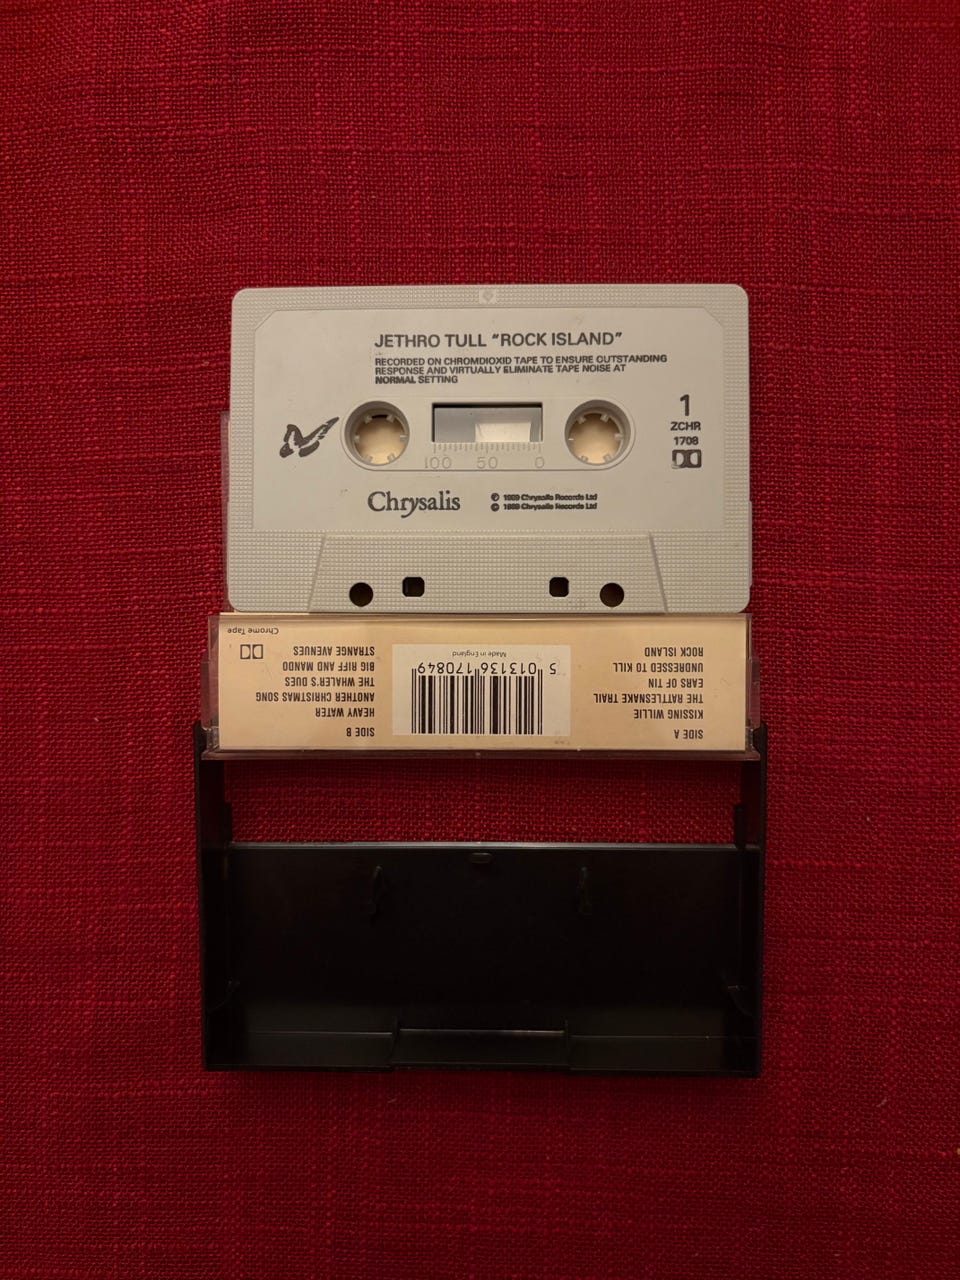 JETHRO TULL “ROCK ISLAND”
RECORDED ON CHROMDIOXID TAPE TO ENSURE OUTSTANDING
RESPONSE AND VIRTUALLY ELIMINATE TAPE NOISE AT
NORMAL SETTING
1
ZCHR
1708
100 50 0
Chrysalis
℗ 1989 Chrysalis Records Ltd
© 1989 Chrysalis Records Ltd
SIDE A
KISSING WILLIE
THE RATTLESNAKE TRAIL
EARS OF TIN
UNDRESSED TO KILL
ROCK ISLAND
5 013136 170849
Made in England
SIDE B
HEAVY WATER
ANOTHER CHRISTMAS SONG
THE WHALER'S DUES
BIG RIFF AND MANDO
STRANGE AVENUES
Chrome Tape